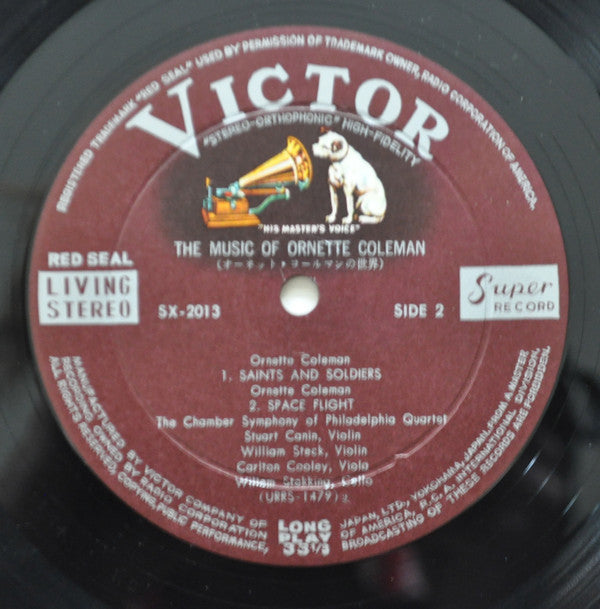 REGISTERED TRADEMARK "RED SEAL" USED BY PERMISSION OF TRADEMARK OWNER, RADIO CORPORATION OF AMERICA.
VICTOR
"STEREO-ORTHOPHONIC" HIGH-FIDELITY
"HIS MASTER'S VOICE"
THE MUSIC OF ORNETTE COLEMAN
(オーネット・コールマンの世界)
RED SEAL
LIVING
STEREO
SX-2013
SIDE 2
Super
RECORD
Ornette Coleman
1. SAINTS AND SOLDIERS
Ornette Coleman
2. SPACE FLIGHT
The Chamber Symphony of Philadelphia Quartet
Stuart Canin, Violin
William Steck, Violin
Carlton Cooley, Viola
William Stokking, Cello
(URRS-1479)
LONG
PLAY
33⅓
MANUFACTURED BY VICTOR COMPANY OF JAPAN, LTD., YOKOHAMA, JAPAN, FROM A MASTER
RECORDING OWNED BY RADIO CORPORATION OF AMERICA, R.C.A. INTERNATIONAL DIVISION.
ALL RIGHTS RESERVED, COPYING, PUBLIC PERFORMANCE, BROADCASTING OF THESE RECORDS ARE FORBIDDEN.